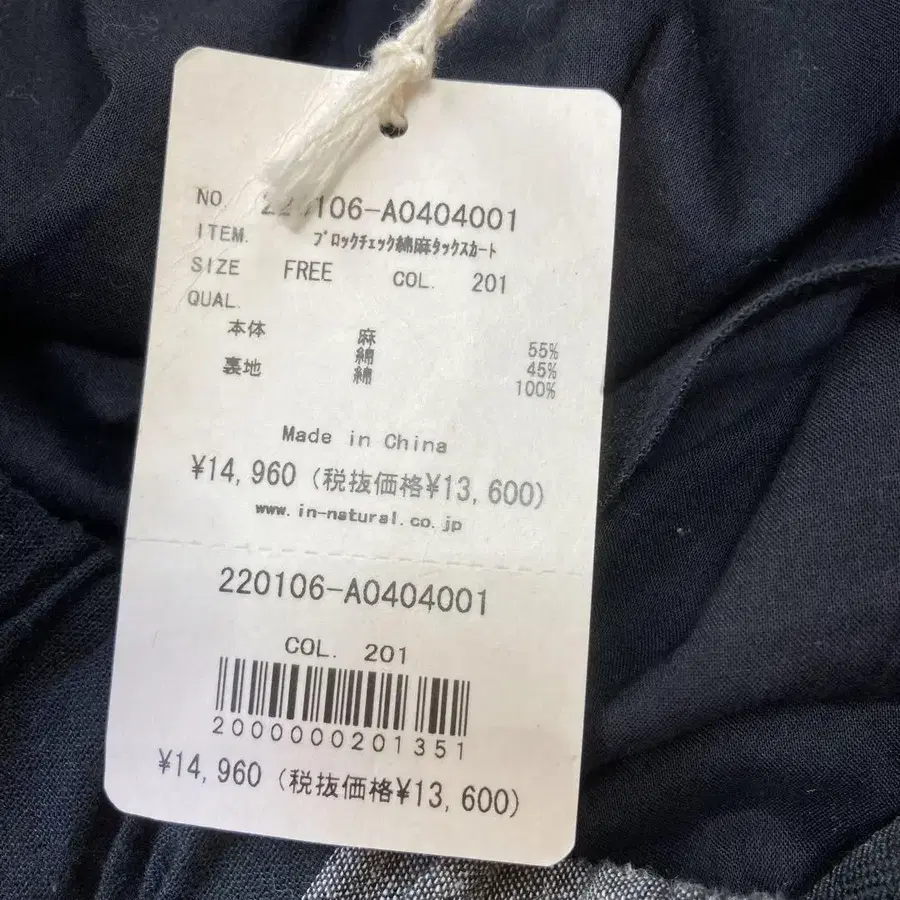 NO. 220106-A0404001
ITEM. ブロックチェック綿麻タックスカート
SIZE FREE COL. 201
QUAL.
本体 麻 55%
綿 45%
裏地 綿 100%
Made in China
¥14,960 (税抜価格¥13,600)
www.in-natural.co.jp
220106-A0404001
COL. 201
2000000201351
¥14,960 (税抜価格¥13,600)